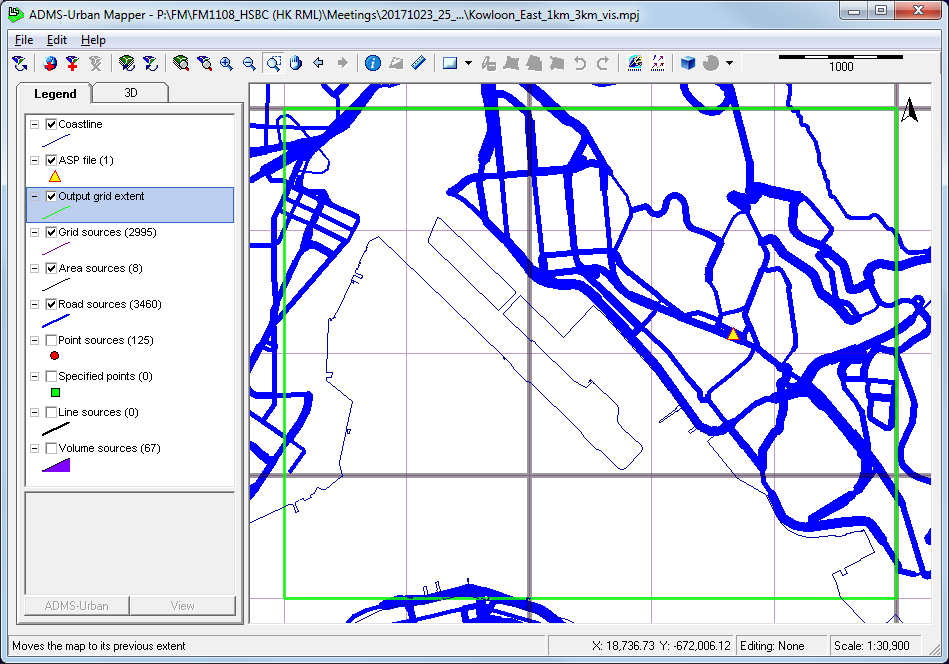 ADMS-Urban Mapper - P:\FM\FM1108_HSBC (HK RML)\Meetings\20171023_25_...\Kowloon_East_1km_3km_vis.mpj
File Edit Help
1000
Legend 3D
Coastline
ASP file (1)
Output grid extent
Grid sources (2995)
Area sources (8)
Road sources (3460)
Point sources (125)
Specified points (0)
Line sources (0)
Volume sources (67)
ADMS-Urban View
Moves the map to its previous extent X: 18,736.73 Y: -672,006.12 Editing: None Scale: 1:30,900